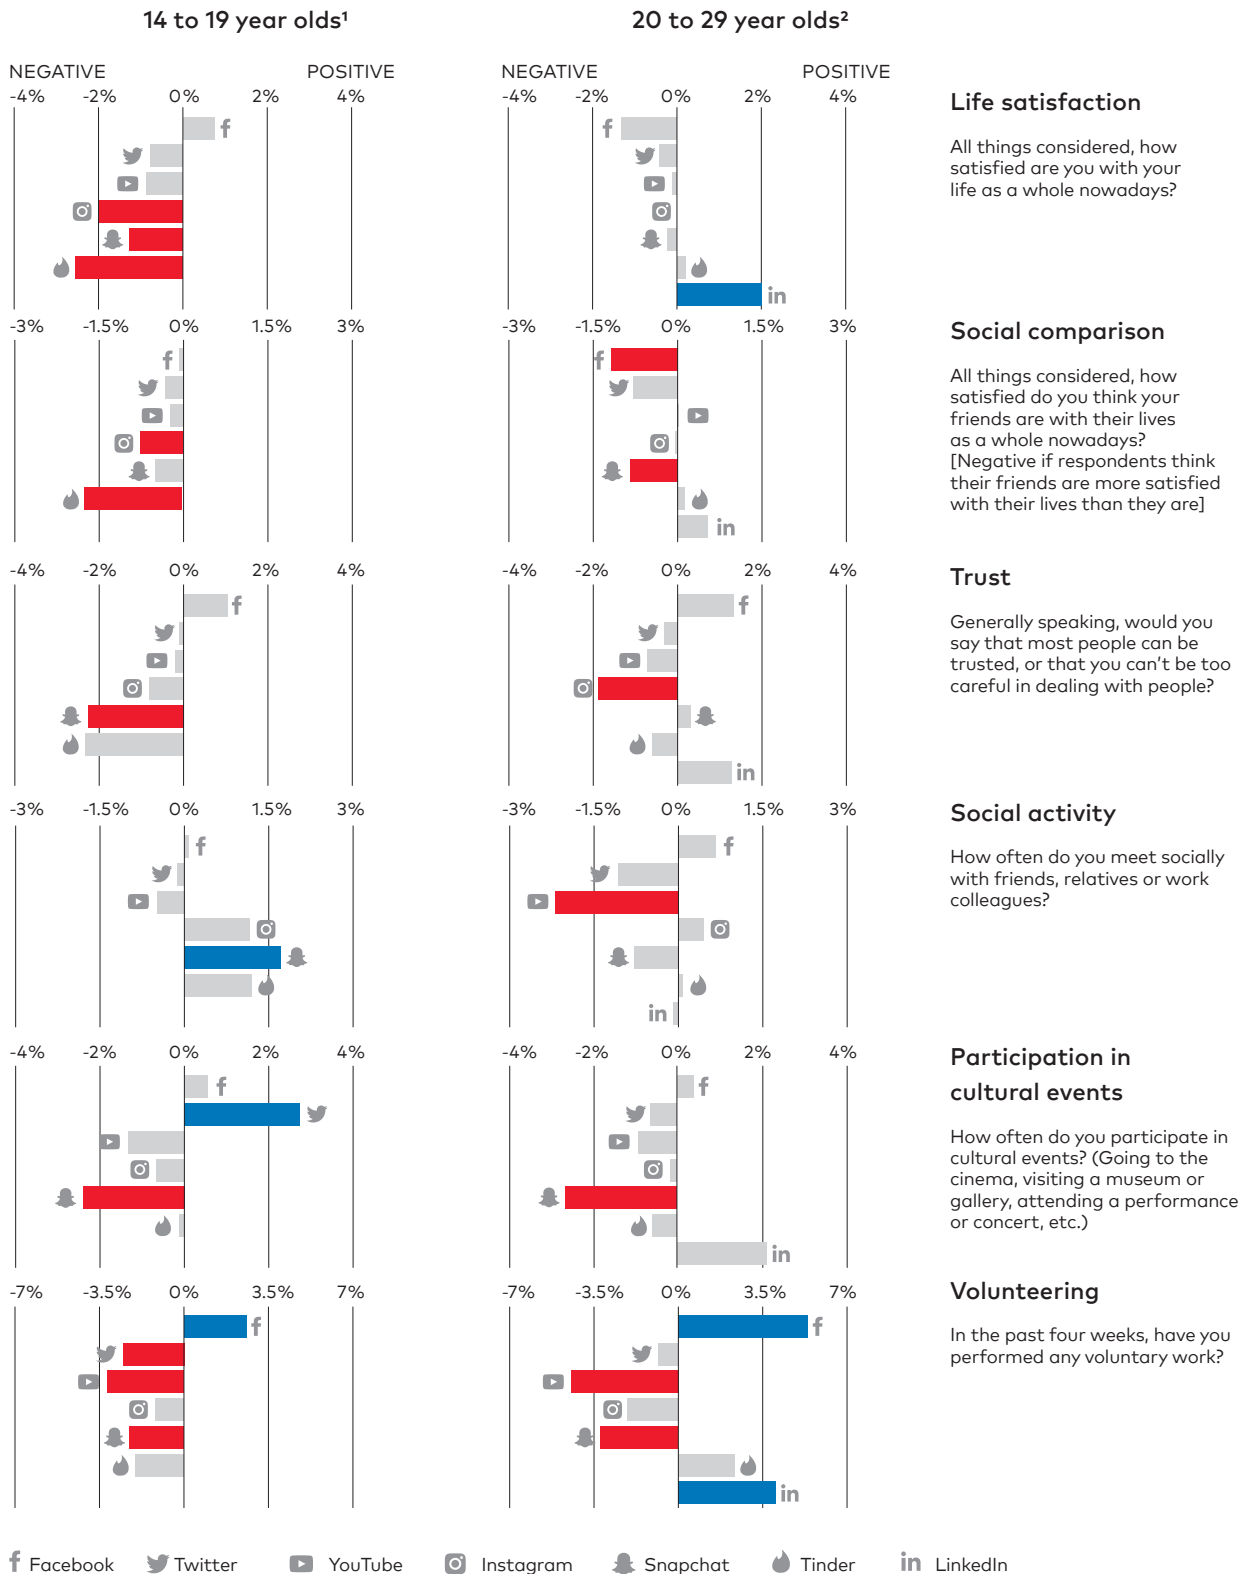 14 to 19 year olds¹
20 to 29 year olds²
NEGATIVE POSITIVE
NEGATIVE POSITIVE
-4% -2% 0% 2% 4%
-4% -2% 0% 2% 4%
Life satisfaction
All things considered, how
satisfied are you with your
life as a whole nowadays?
in
-3% -1.5% 0% 1.5% 3%
-3% -1.5% 0% 1.5% 3%
Social comparison
All things considered, how
satisfied do you think your
friends are with their lives
as a whole nowadays?
[Negative if respondents think
their friends are more satisfied
with their lives than they are]
in
-4% -2% 0% 2% 4%
-4% -2% 0% 2% 4%
Trust
Generally speaking, would you
say that most people can be
trusted, or that you can't be too
careful in dealing with people?
in
-3% -1.5% 0% 1.5% 3%
-3% -1.5% 0% 1.5% 3%
Social activity
How often do you meet socially
with friends, relatives or work
colleagues?
in
-4% -2% 0% 2% 4%
-4% -2% 0% 2% 4%
Participation in
cultural events
How often do you participate in
cultural events? (Going to the
cinema, visiting a museum or
gallery, attending a performance
or concert, etc.)
in
-7% -3.5% 0% 3.5% 7%
-7% -3.5% 0% 3.5% 7%
Volunteering
In the past four weeks, have you
performed any voluntary work?
in
f Facebook Twitter YouTube Instagram Snapchat Tinder in LinkedIn